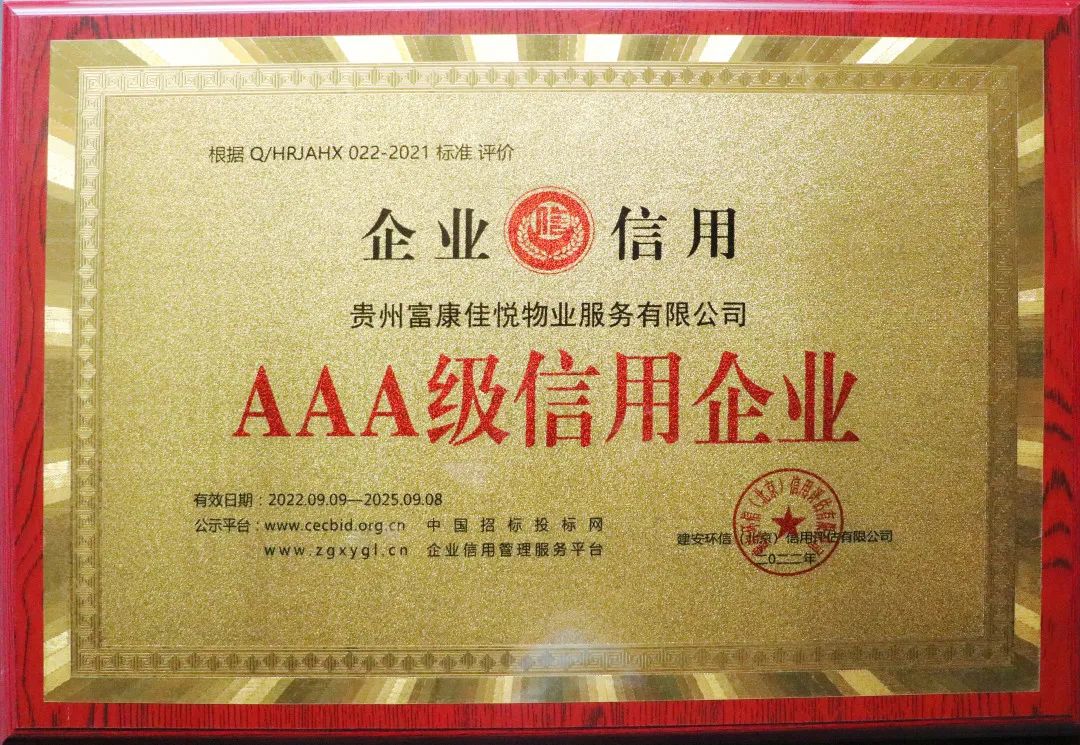 根据 Q/HRJAHX 022-2021 标准 评价
企业 信用
贵州富康佳悦物业服务有限公司
AAA级信用企业
有效日期：2022.09.09—2025.09.08
公示平台：www.cecbid.org.cn 中国招标投标网
www.zgxygl.cn 企业信用管理服务平台
建安环信（北京）信用评估有限公司
二〇二二年